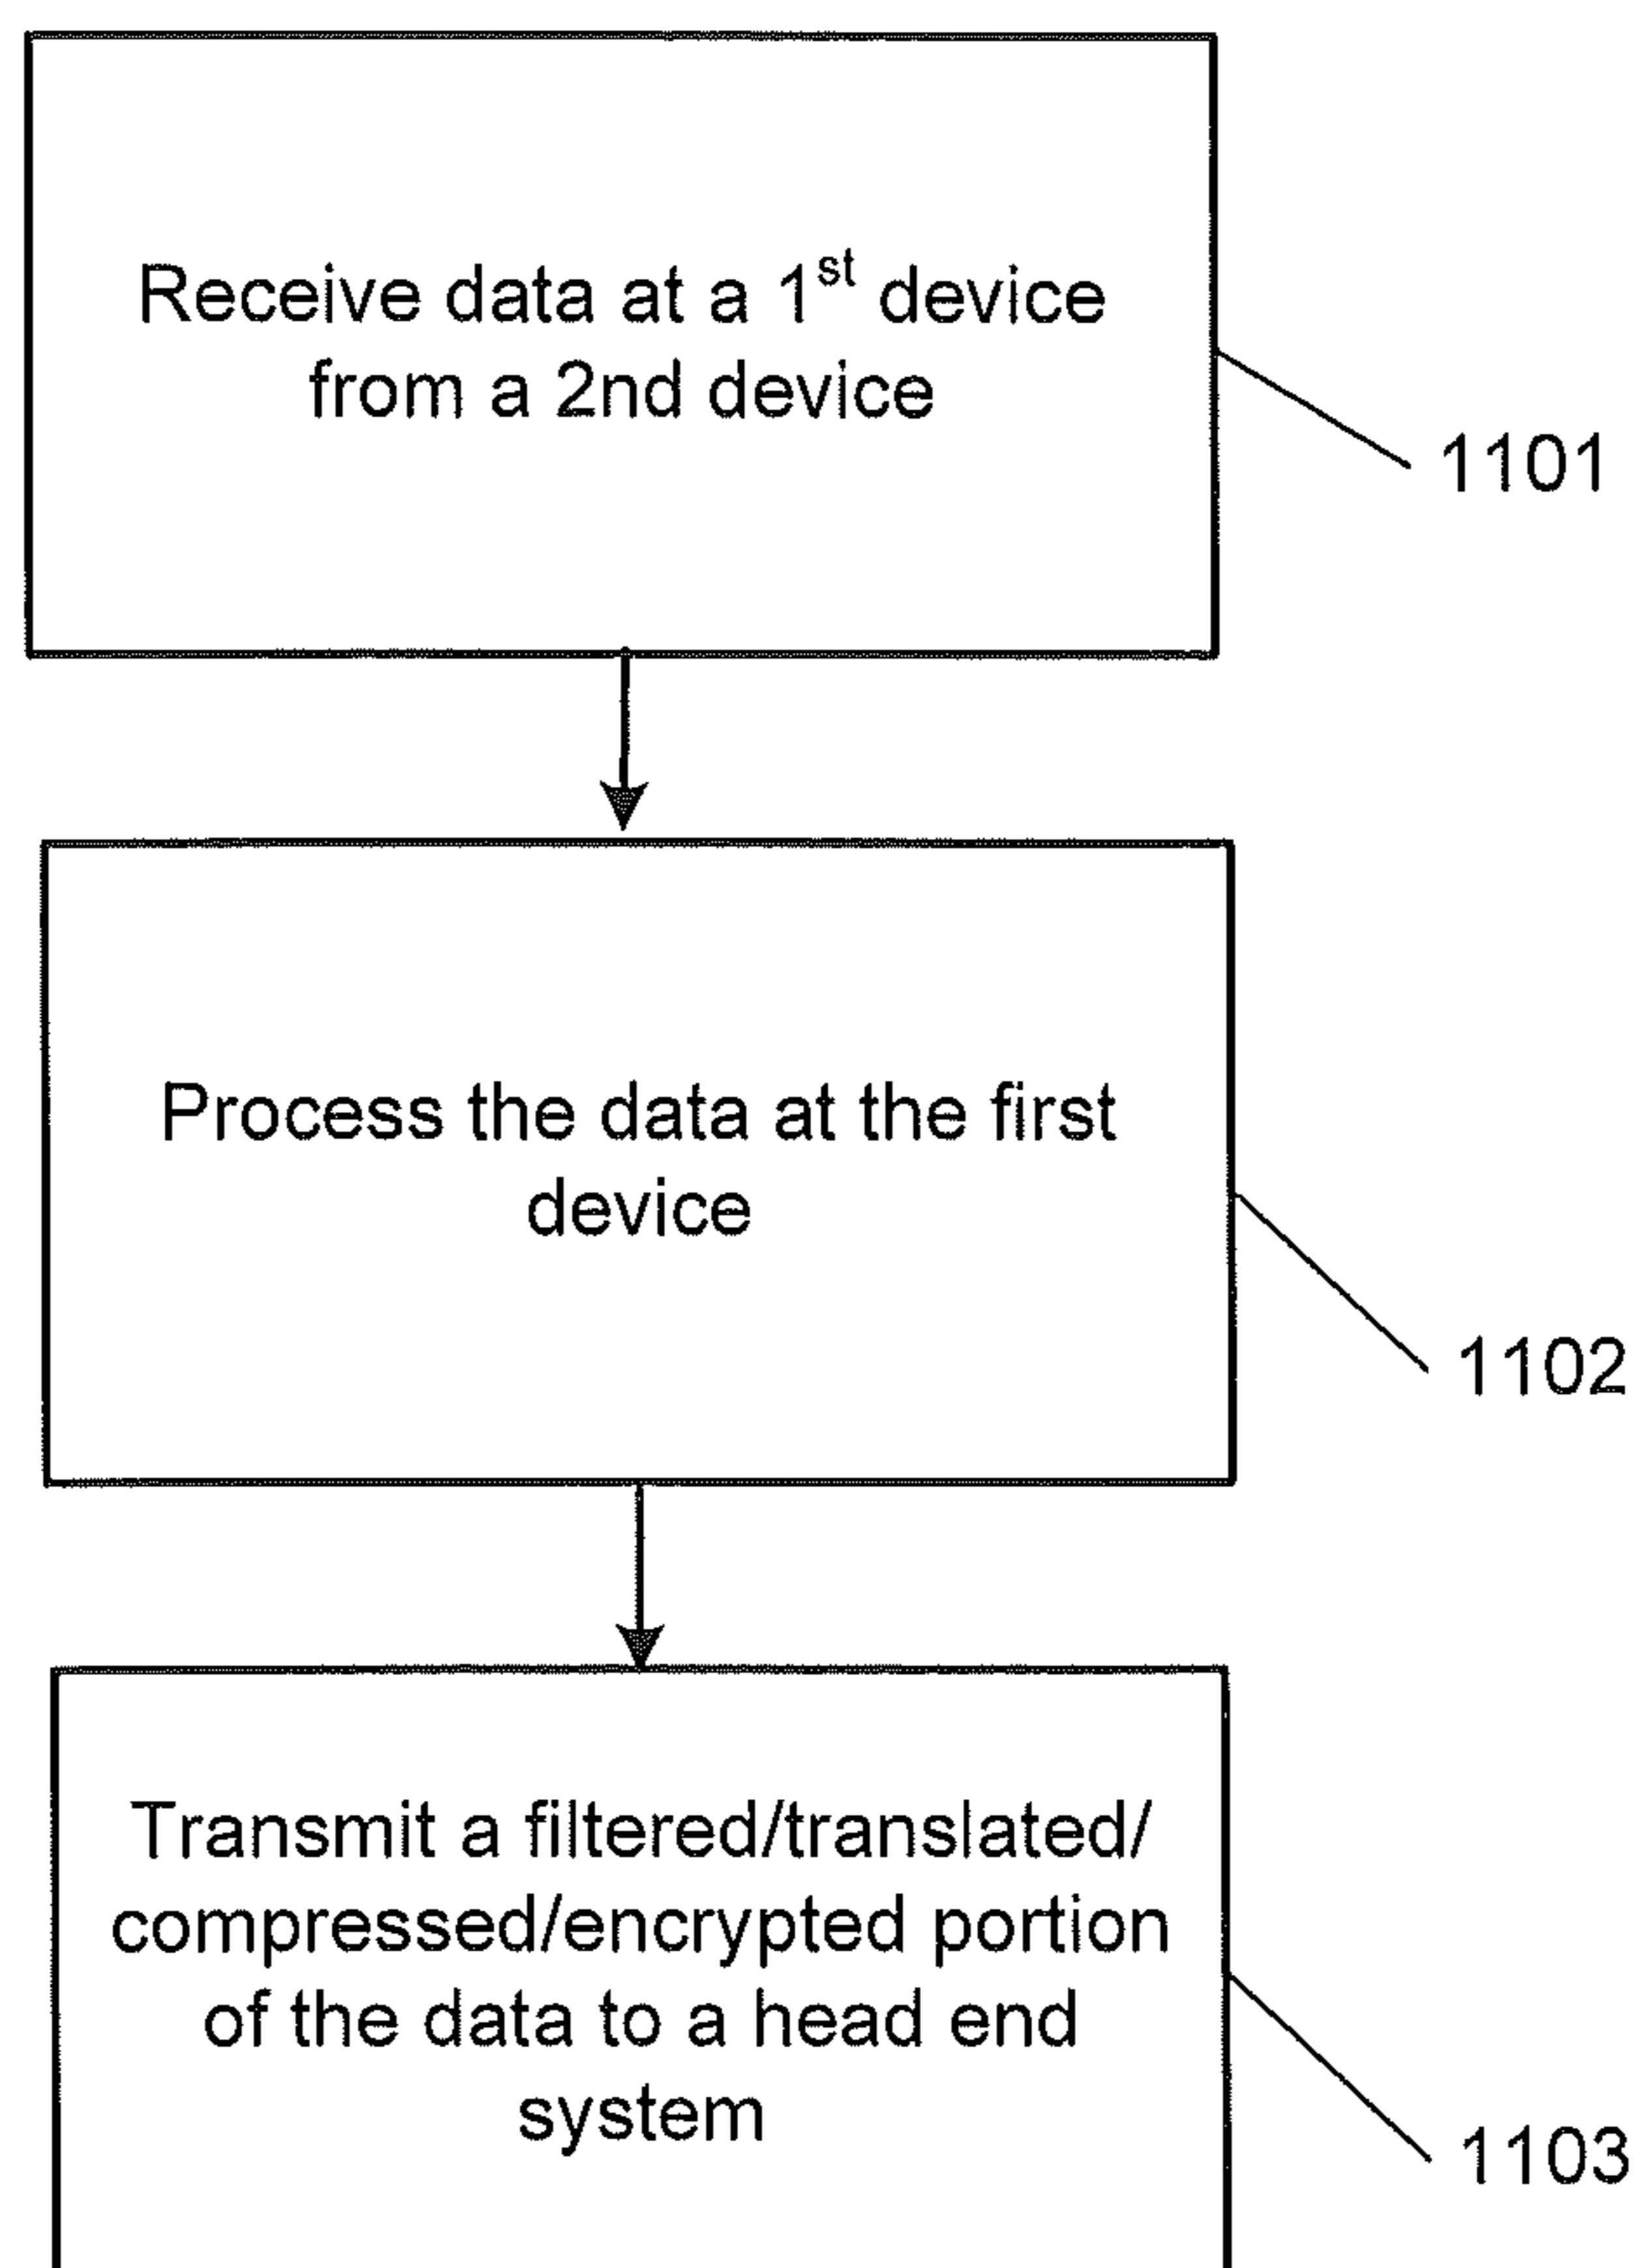 Receive data at a 1st device
from a 2nd device
1101
Process the data at the first
device
1102
Transmit a filtered/translated/
compressed/encrypted portion
of the data to a head end
system
1103